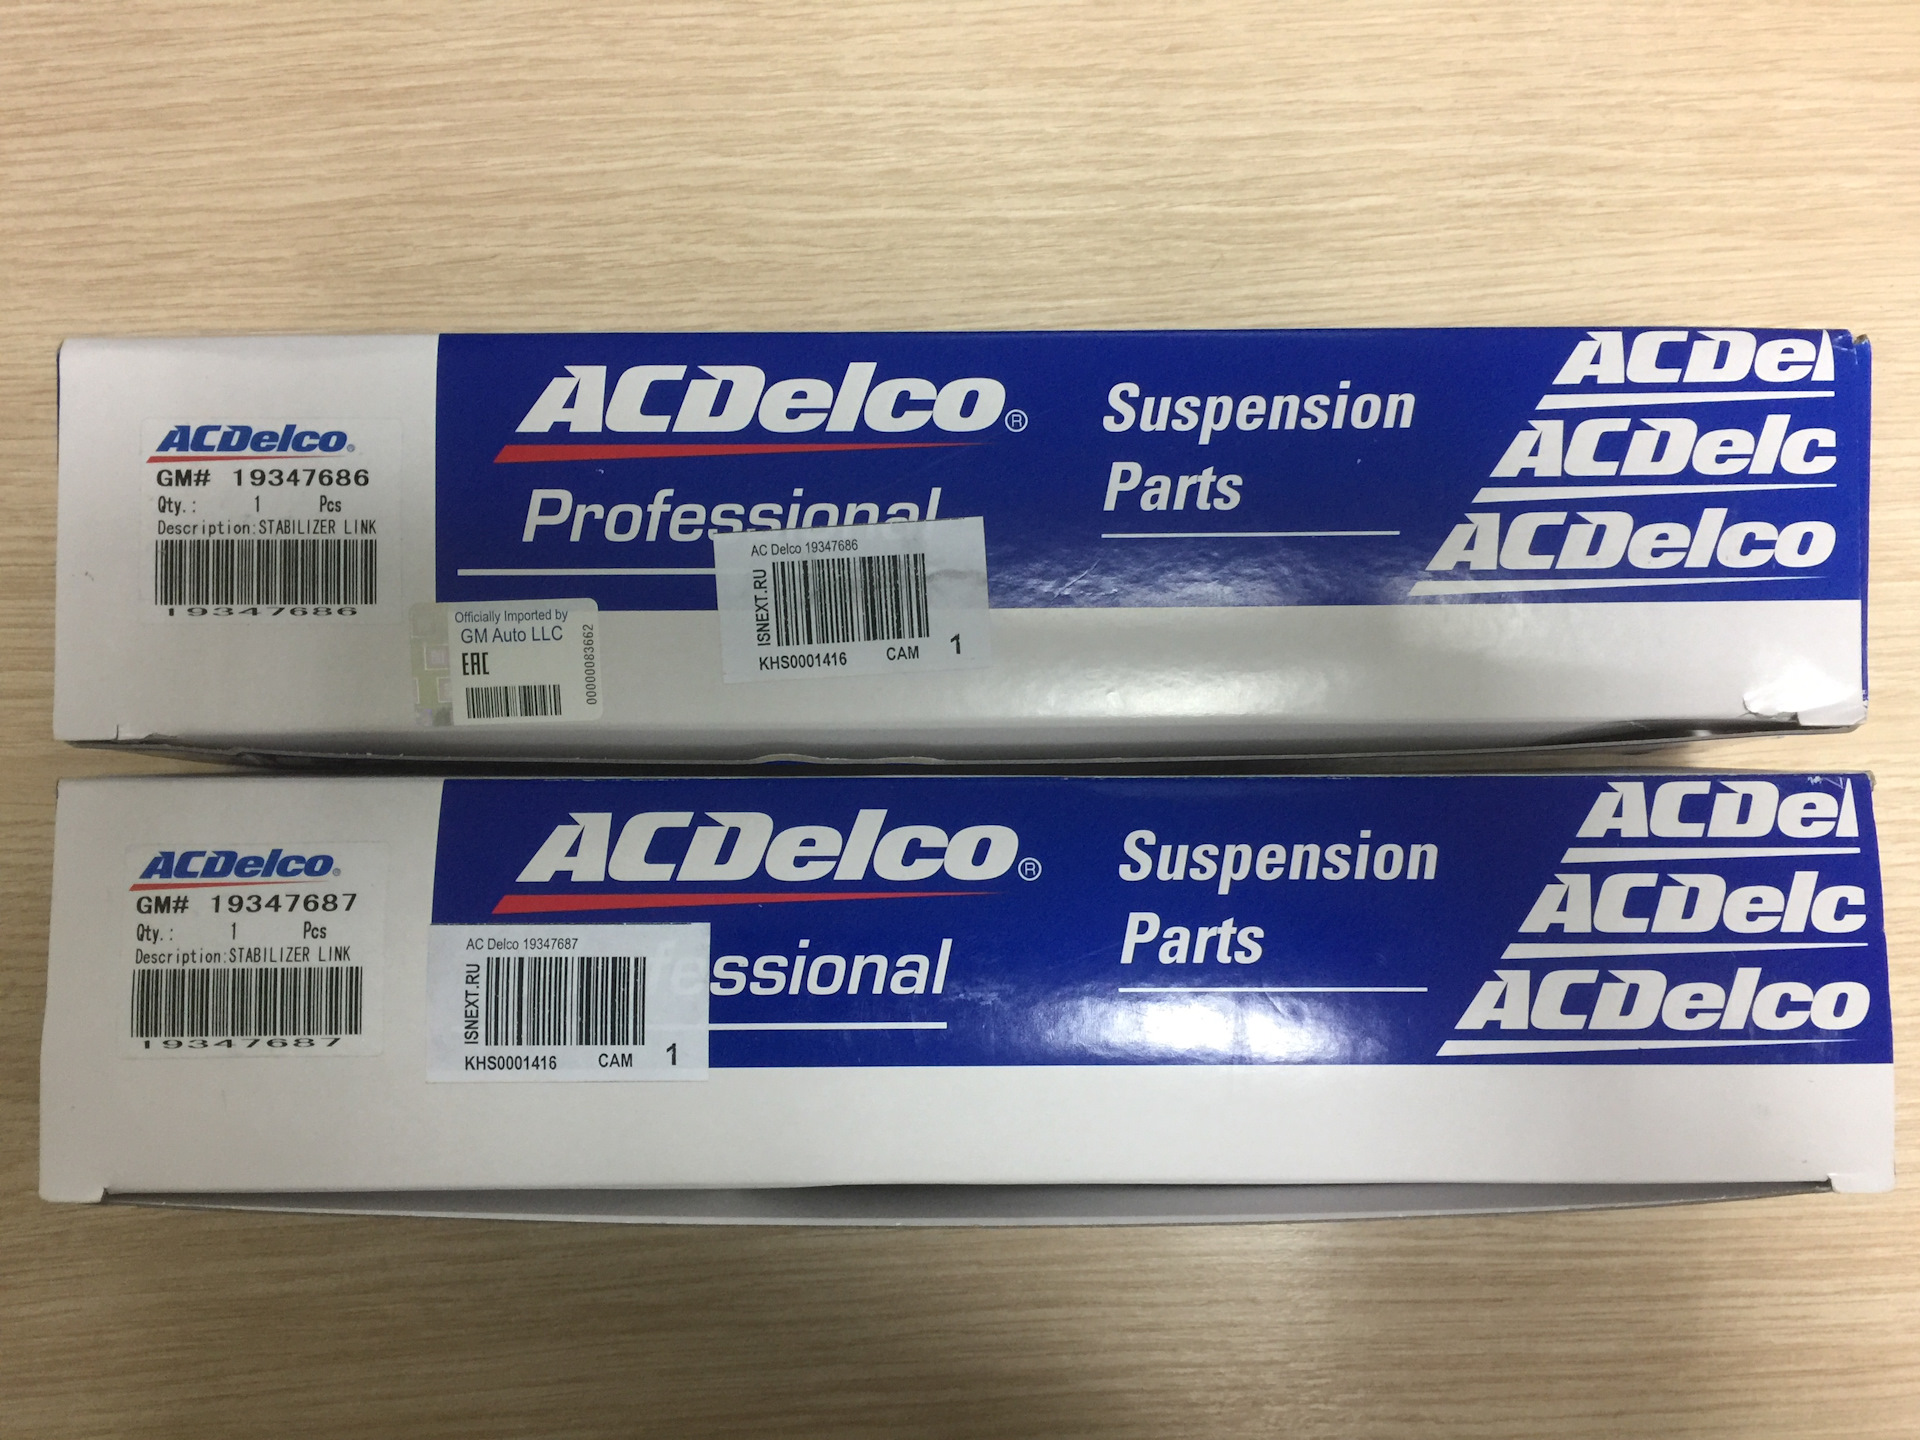 ACDelco®
GM# 19347686
Qty.: 1 Pcs
Description:STABILIZER LINK
19347686
ACDelco®
Professional
Suspension
Parts
ACDel
ACDelc
ACDelco
Officially Imported by
GM Auto LLC
EAC
00000083662
AC Delco 19347686
ISNEXT.RU
KHS0001416 CAM 1
ACDelco®
GM# 19347687
Qty.: 1 Pcs
Description:STABILIZER LINK
19347687
ACDelco®
essional
Suspension
Parts
ACDel
ACDelc
ACDelco
AC Delco 19347687
ISNEXT.RU
KHS0001416 CAM 1